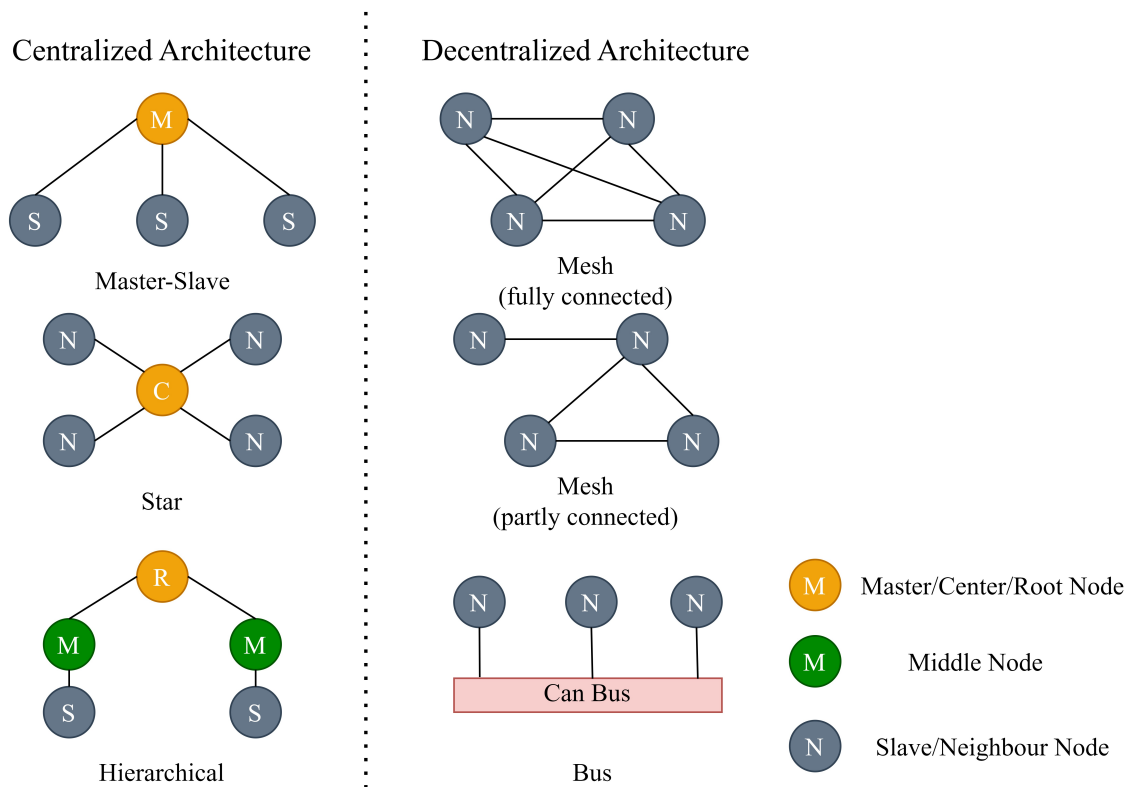 Centralized Architecture
M
S S S
Master-Slave
N N
C
N N
Star
R
M M
S S
Hierarchical
Decentralized Architecture
N N
N N
Mesh
(fully connected)
N N
N N
Mesh
(partly connected)
N N N
Can Bus
Bus
M Master/Center/Root Node
M Middle Node
N Slave/Neighbour Node